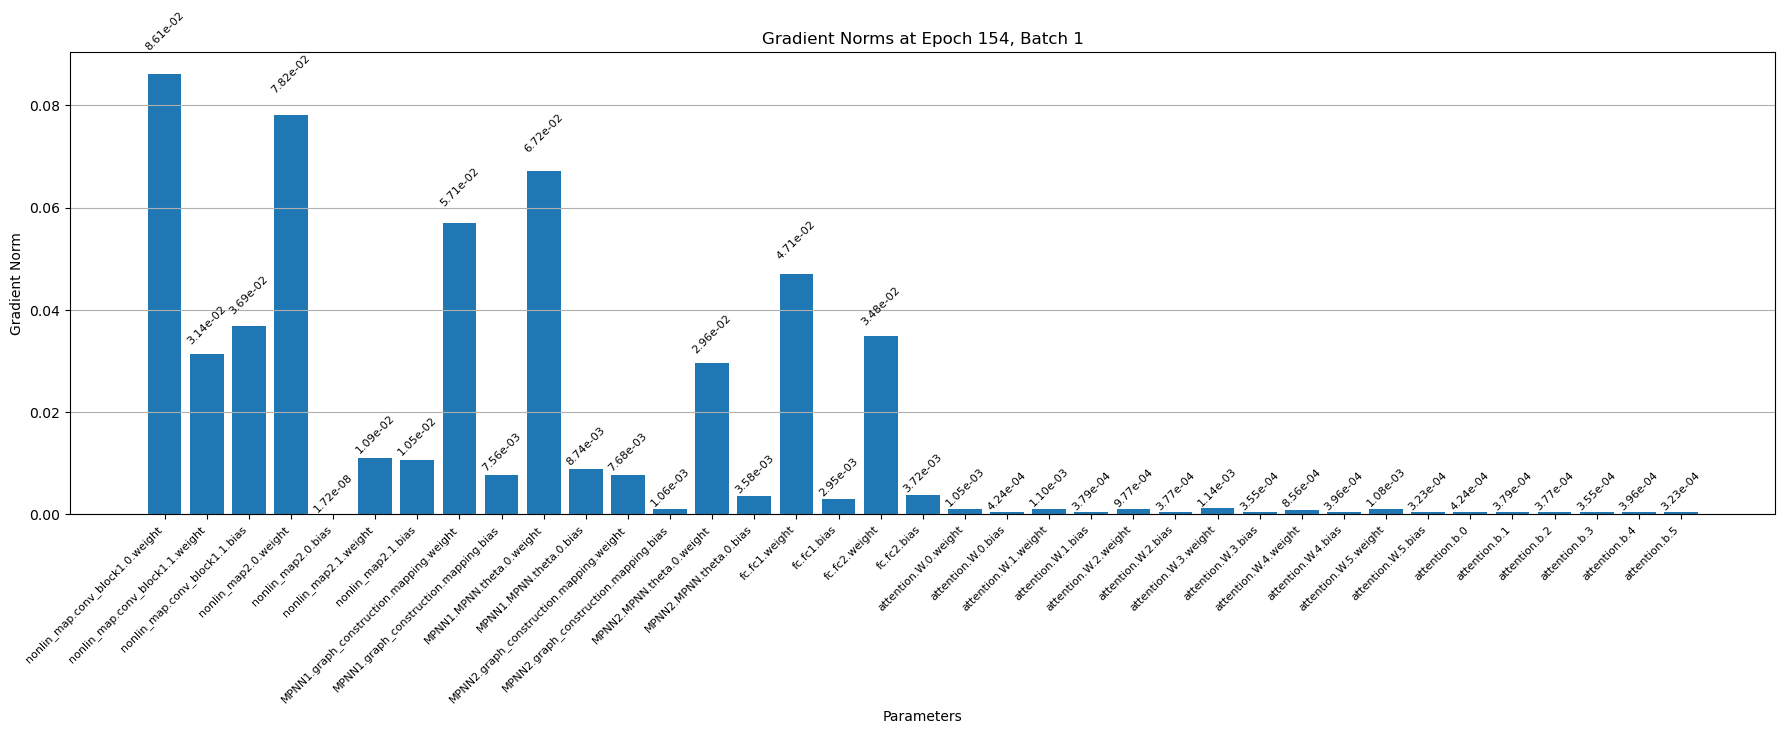 Gradient Norms at Epoch 154, Batch 1
Gradient Norm
0.08
0.06
0.04
0.02
0.00
8.61e-02
3.14e-02
3.69e-02
7.82e-02
1.72e-08
1.09e-02
1.05e-02
5.71e-02
7.56e-03
6.72e-02
8.74e-03
7.68e-03
1.06e-03
2.96e-02
3.58e-03
4.71e-02
2.95e-03
3.48e-02
3.72e-03
1.05e-03
4.24e-04
1.10e-03
3.79e-04
9.77e-04
3.77e-04
1.14e-03
3.55e-04
8.56e-04
3.96e-04
1.08e-03
3.23e-04
4.24e-04
3.79e-04
3.77e-04
3.55e-04
3.96e-04
3.23e-04
nonlin_map.conv_block1.0.weight
nonlin_map.conv_block1.1.weight
nonlin_map.conv_block1.1.bias
nonlin_map2.0.weight
nonlin_map2.0.bias
nonlin_map2.1.weight
nonlin_map2.1.bias
MPNN1.graph_construction.mapping.weight
MPNN1.graph_construction.mapping.bias
MPNN1.MPNN.theta.0.weight
MPNN1.MPNN.theta.0.bias
MPNN2.graph_construction.mapping.weight
MPNN2.graph_construction.mapping.bias
MPNN2.MPNN.theta.0.weight
MPNN2.MPNN.theta.0.bias
fc.fc1.weight
fc.fc1.bias
fc.fc2.weight
fc.fc2.bias
attention.W.0.weight
attention.W.0.bias
attention.W.1.weight
attention.W.1.bias
attention.W.2.weight
attention.W.2.bias
attention.W.3.weight
attention.W.3.bias
attention.W.4.weight
attention.W.4.bias
attention.W.5.weight
attention.W.5.bias
attention.b.0
attention.b.1
attention.b.2
attention.b.3
attention.b.4
attention.b.5
Parameters